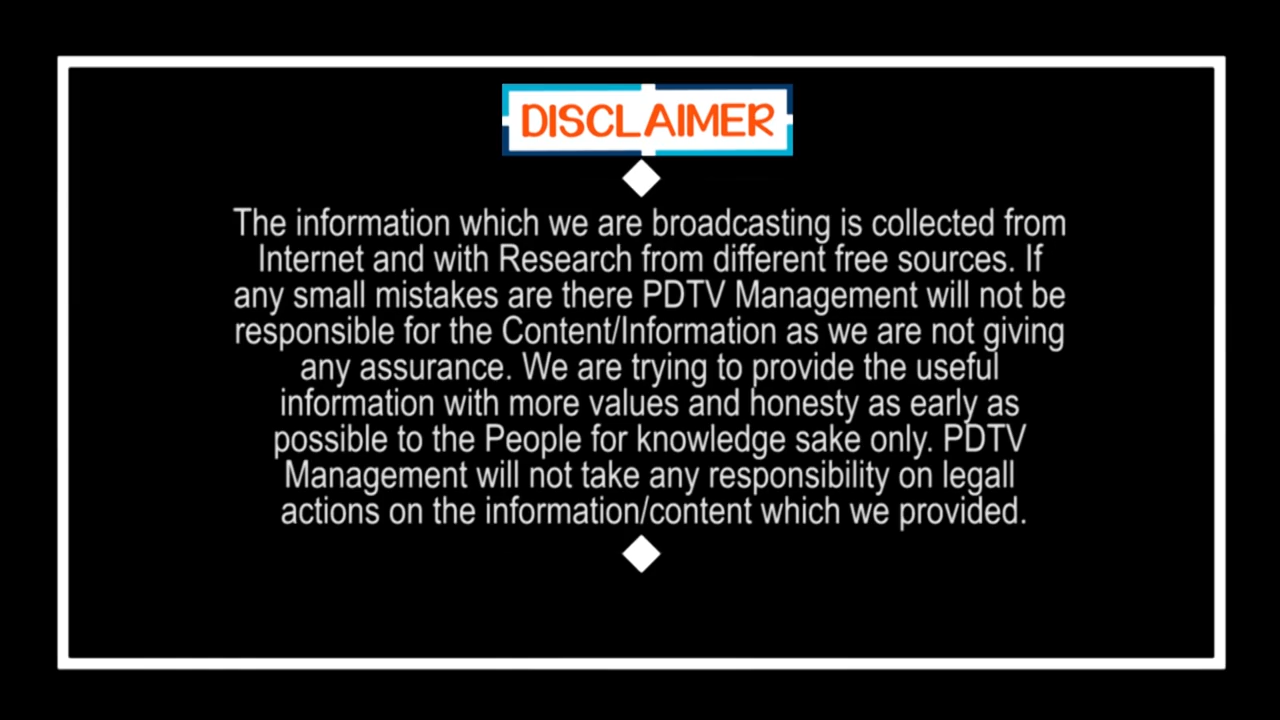 DISCLAIMER
The information which we are broadcasting is collected from
Internet and with Research from different free sources. If
any small mistakes are there PDTV Management will not be
responsible for the Content/Information as we are not giving
any assurance. We are trying to provide the useful
information with more values and honesty as early as
possible to the People for knowledge sake only. PDTV
Management will not take any responsibility on legall
actions on the information/content which we provided.